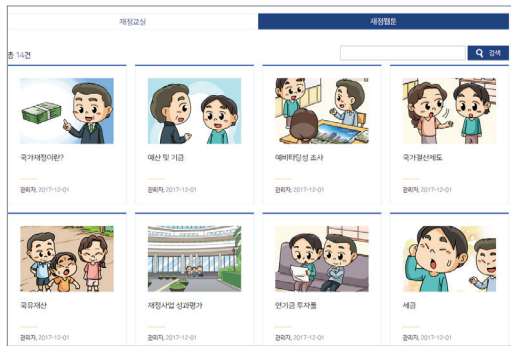 재정교실
재정웹툰
총 14건
검색
국가재정이란?
예산 및 기금
예비타당성 조사
국가결산제도
관리자, 2017-12-01
관리자, 2017-12-01
관리자, 2017-12-01
관리자, 2017-12-01
국유재산
재정사업 성과평가
연기금 투자풀
세금
관리자, 2017-12-01
관리자, 2017-12-01
관리자, 2017-12-01
관리자, 2017-12-01